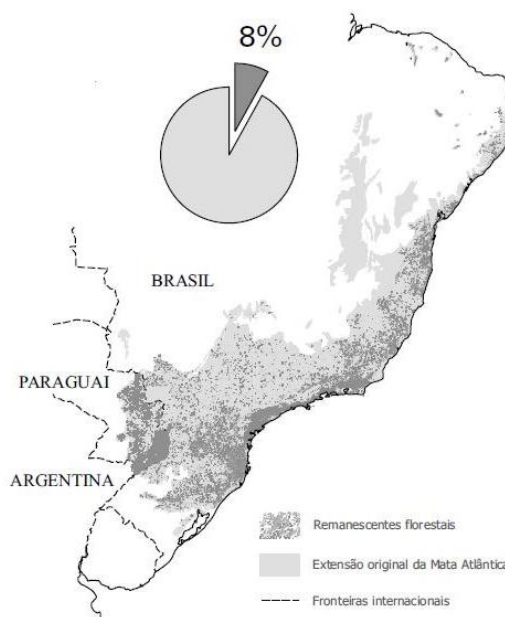 8%
BRASIL
PARAGUAI
ARGENTINA
Remanescentes florestais
Extensão original da Mata Atlântica
Fronteiras internacionais